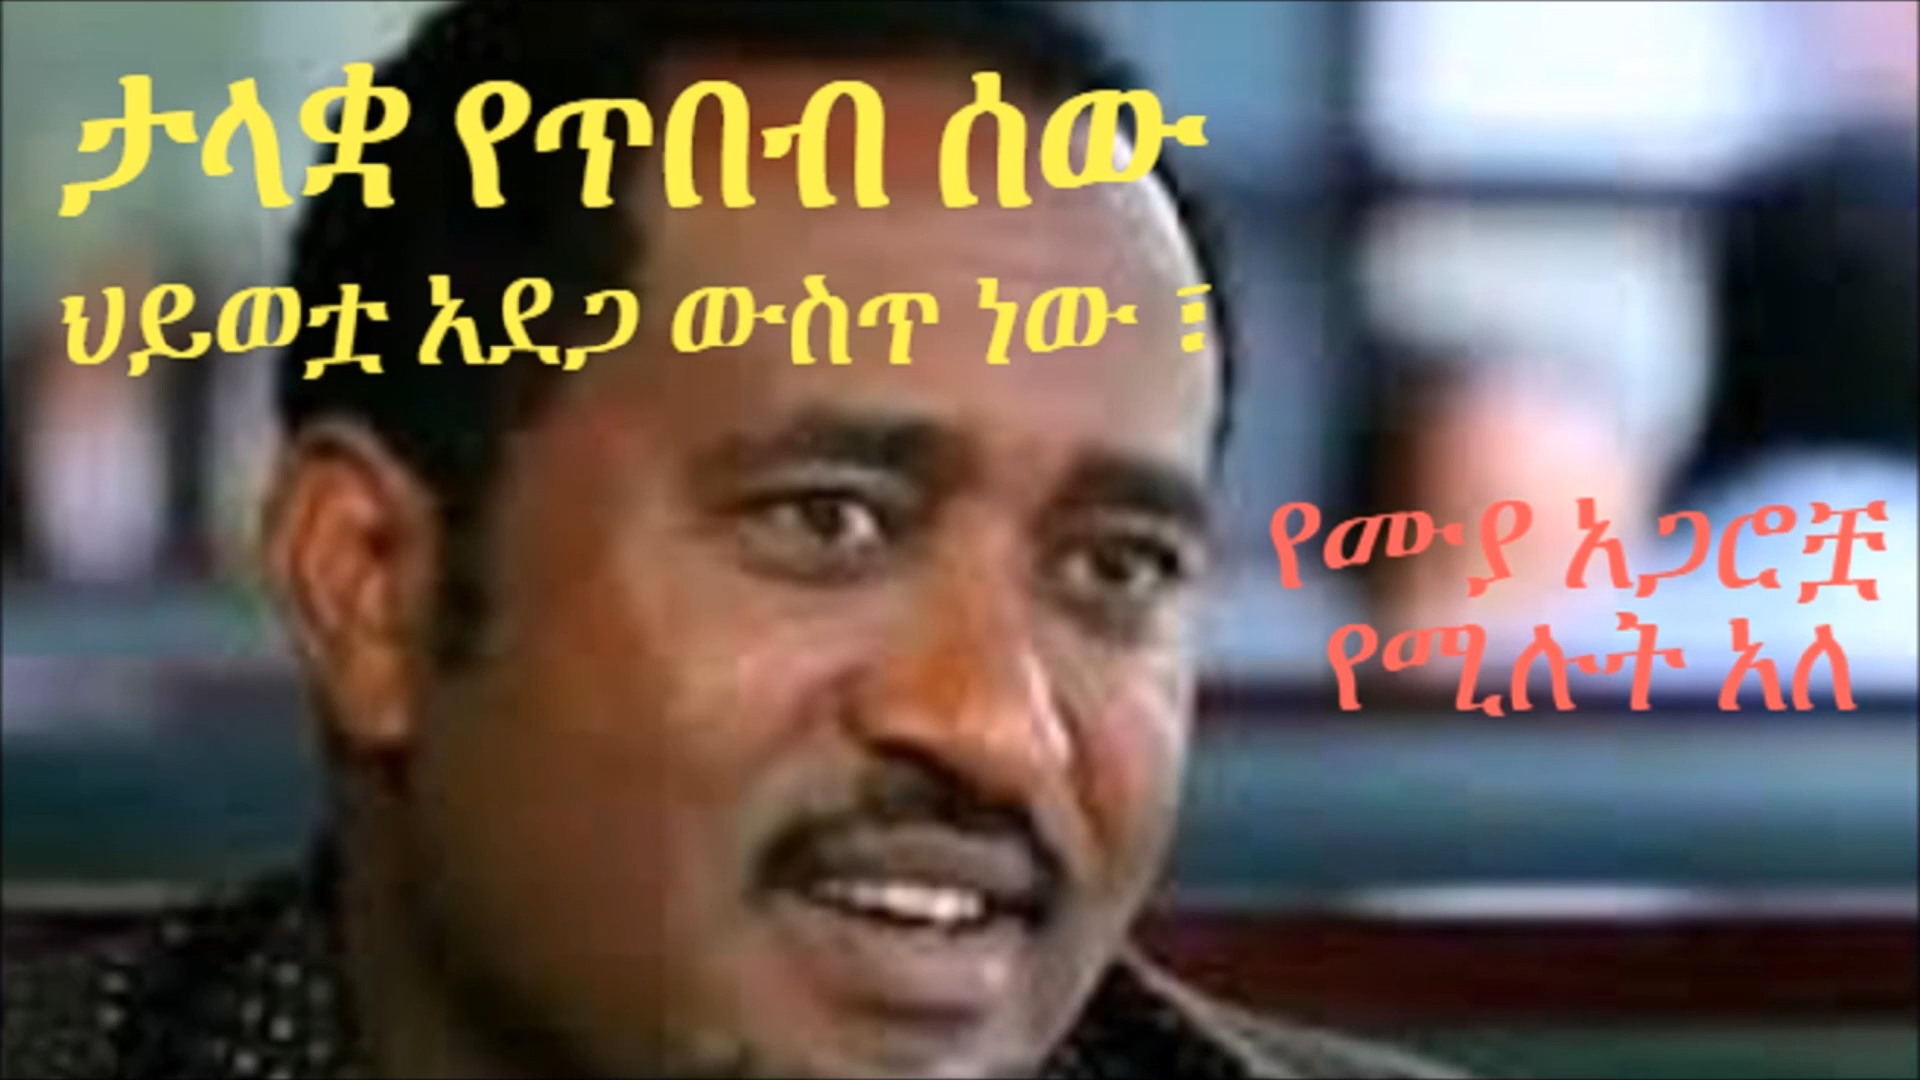 ታላቋ የጥበብ ሰው
ህይወቷ አደጋ ውስጥ ነው ፤
የሙያ አጋሮቿ
የሚሉት አለ